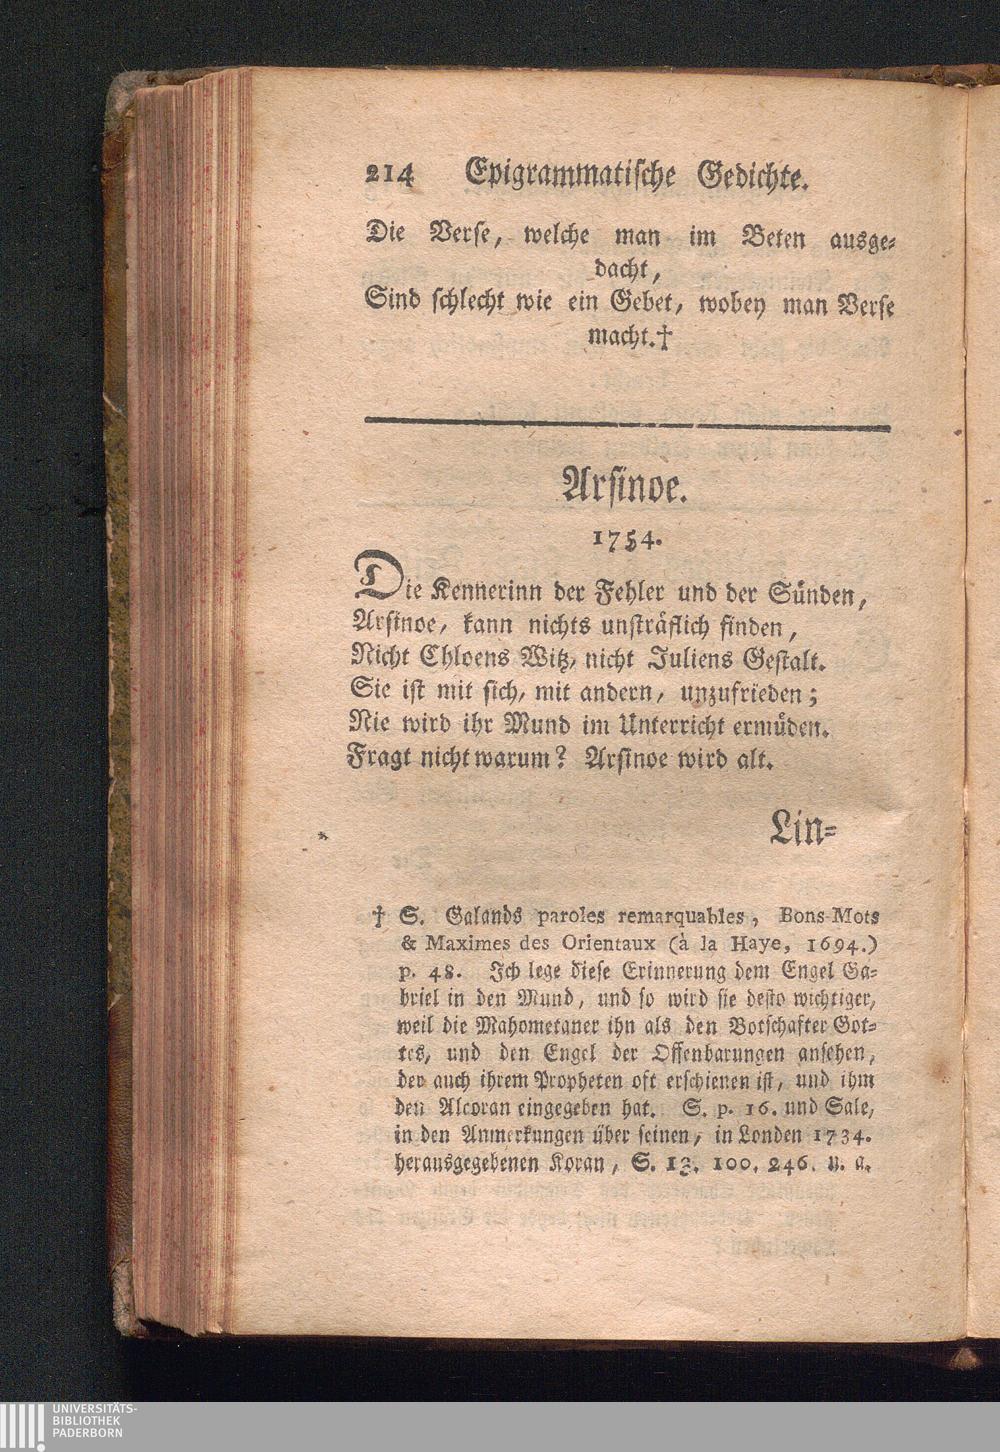 214 Epigrammatische Gedichte.
Die Verse, welche man im Beten ausge-
dacht,
Sind schlecht wie ein Gebet, wobey man Verse
macht.†
Arsinoe.
1754.
Die Kennerinn der Fehler und der Sünden,
Arsinoe, kann nichts unsträflich finden,
Nicht Chloens Witz, nicht Juliens Gestalt.
Sie ist mit sich, mit andern, unzufrieden;
Nie wird ihr Mund im Unterricht ermüden.
Fragt nicht warum? Arsinoe wird alt.
Lin-
† S. Galands paroles remarquables, Bons-Mots
& Maximes des Orientaux (à la Haye, 1694.)
p. 48. Ich lege diese Erinnerung dem Engel Ga-
briel in den Mund, und so wird sie desto wichtiger,
weil die Mahometaner ihn als den Botschafter Got-
tes, und den Engel der Offenbarungen ansehen,
der auch ihrem Propheten oft erschienen ist, und ihm
den Alcoran eingegeben hat. S. p. 16. und Sale,
in den Anmerkungen über seinen, in Londen 1734.
herausgegebenen Koran, S. 13. 100. 246. u. a.
UNIVERSITÄTS-
BIBLIOTHEK
PADERBORN